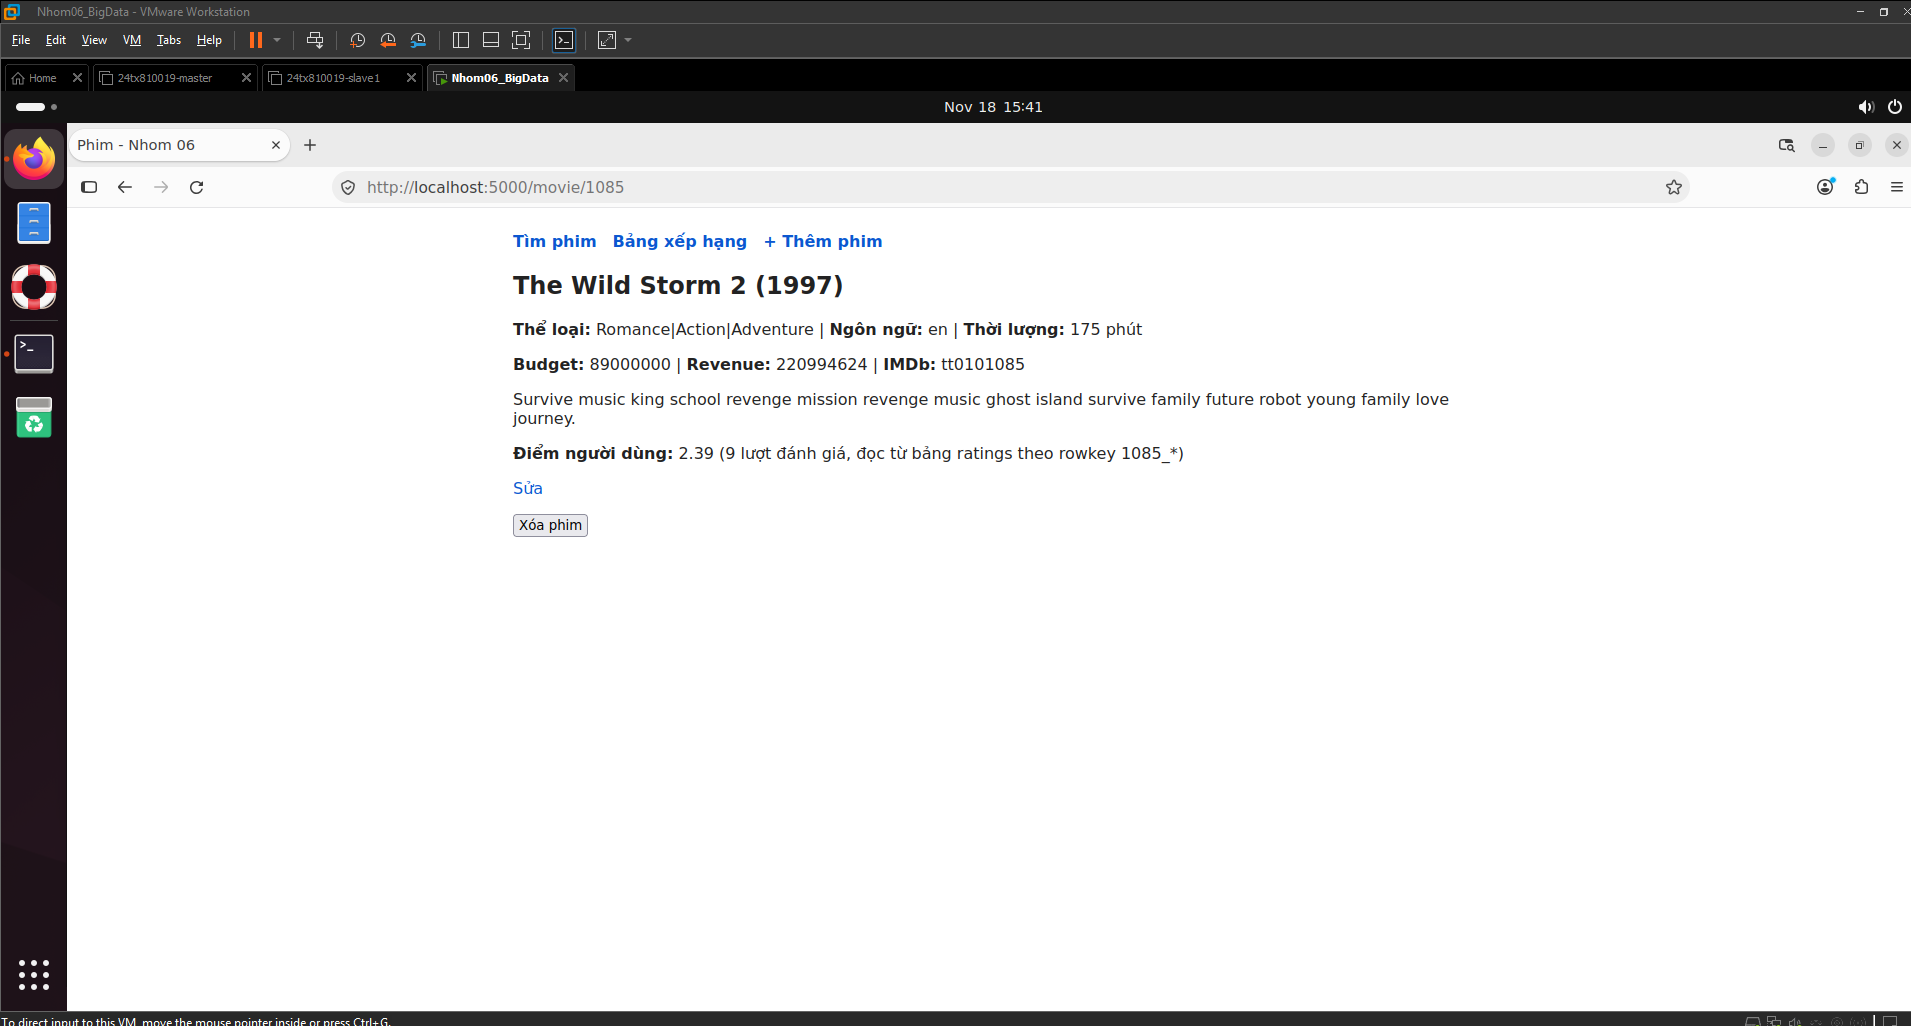 Nhom06_BigData - VMware Workstation
File Edit View VM Tabs Help
Home 24tx810019-master 24tx810019-slave1 Nhom06_BigData
Nov 18 15:41
Phim - Nhom 06
http://localhost:5000/movie/1085
Tìm phim Bảng xếp hạng + Thêm phim
The Wild Storm 2 (1997)
Thể loại: Romance|Action|Adventure | Ngôn ngữ: en | Thời lượng: 175 phút
Budget: 89000000 | Revenue: 220994624 | IMDb: tt0101085
Survive music king school revenge mission revenge music ghost island survive family future robot young family love
journey.
Điểm người dùng: 2.39 (9 lượt đánh giá, đọc từ bảng ratings theo rowkey 1085_*)
Sửa
Xóa phim
To direct input to this VM, move the mouse pointer inside or press Ctrl+G.